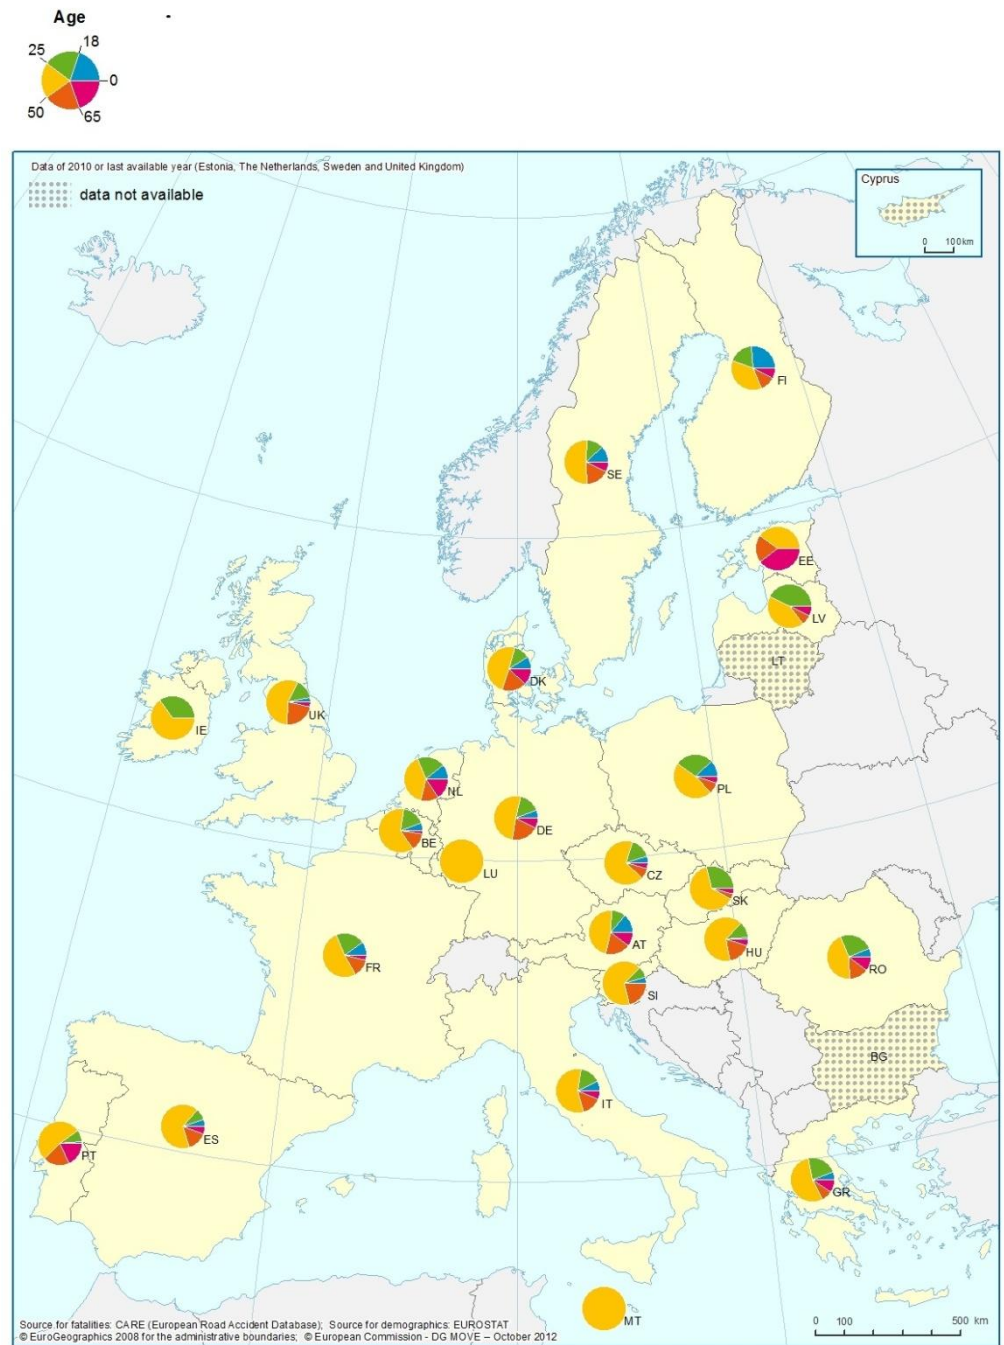 Age -
18
25
0
50
65
Data of 2010 or last available year (Estonia, The Netherlands, Sweden and United Kingdom)
data not available
Cyprus
0 100km
FI
SE
EE
LV
LT
DK
IE
UK
NL
PL
DE
BE
LU
CZ
SK
AT
HU
FR
RO
SI
BG
IT
ES
PT
GR
MT
Source for fatalities: CARE (European Road Accident Database); Source for demographics: EUROSTAT
© EuroGeographics 2008 for the administrative boundaries; © European Commission - DG MOVE – October 2012
0 100 500 km